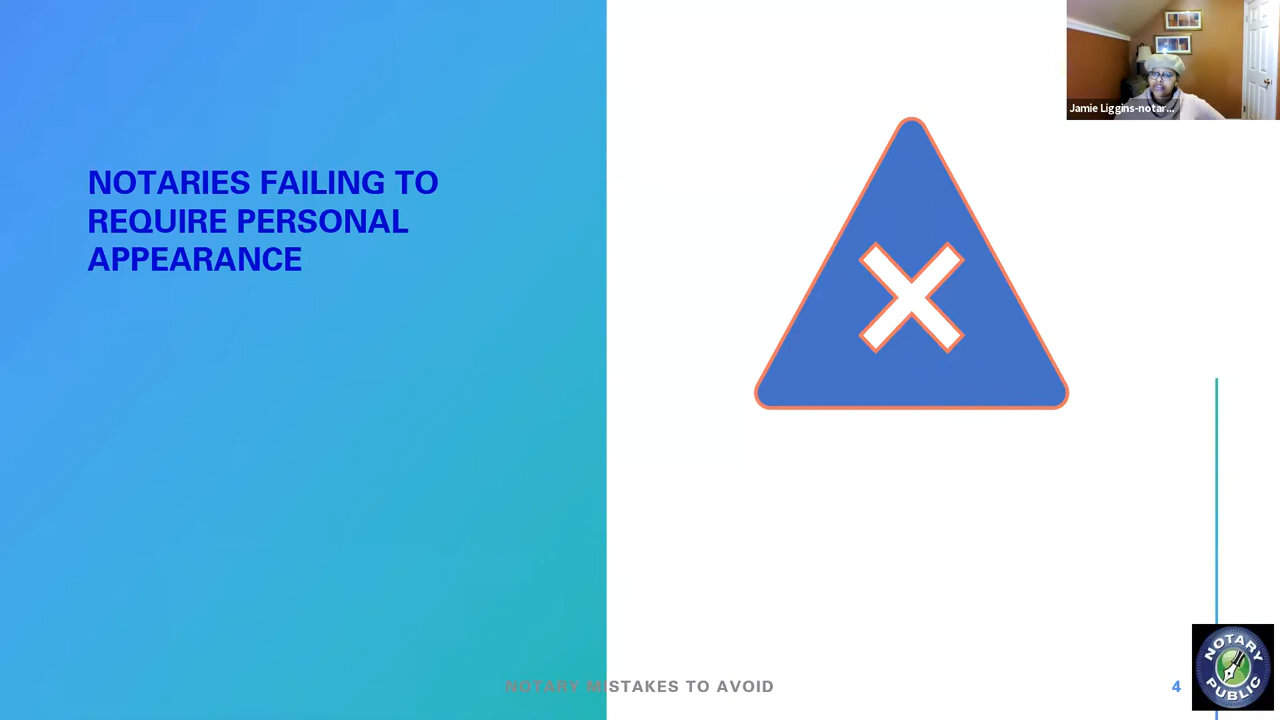 Jamie Liggins-notar...
NOTARIES FAILING TO
REQUIRE PERSONAL
APPEARANCE
NOTARY MISTAKES TO AVOID
4
NOTARY
PUBLIC